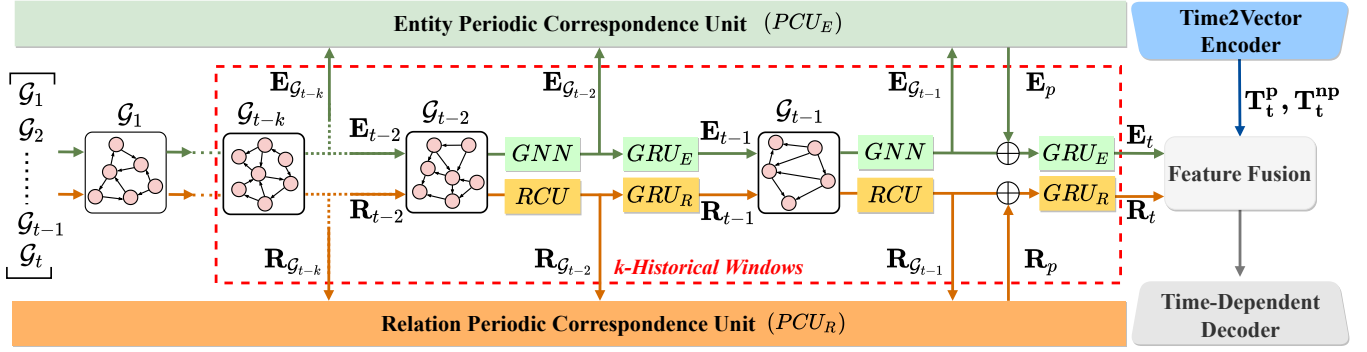 Entity Periodic Correspondence Unit (PCU_E)
Time2Vector
Encoder
𝒢_1
𝒢_2
𝒢_{t-1}
𝒢_t
𝒢_1
𝒢_{t-k}
E_{𝒢_{t-k}}
E_{t-2}
R_{t-2}
R_{𝒢_{t-k}}
𝒢_{t-2}
GNN
RCU
E_{𝒢_{t-2}}
R_{𝒢_{t-2}}
GRU_E
GRU_R
E_{t-1}
R_{t-1}
𝒢_{t-1}
GNN
RCU
E_{𝒢_{t-1}}
R_{𝒢_{t-1}}
E_p
R_p
GRU_E
GRU_R
E_t
R_t
k-Historical Windows
T_t^p, T_t^{np}
Feature Fusion
Time-Dependent
Decoder
Relation Periodic Correspondence Unit (PCU_R)